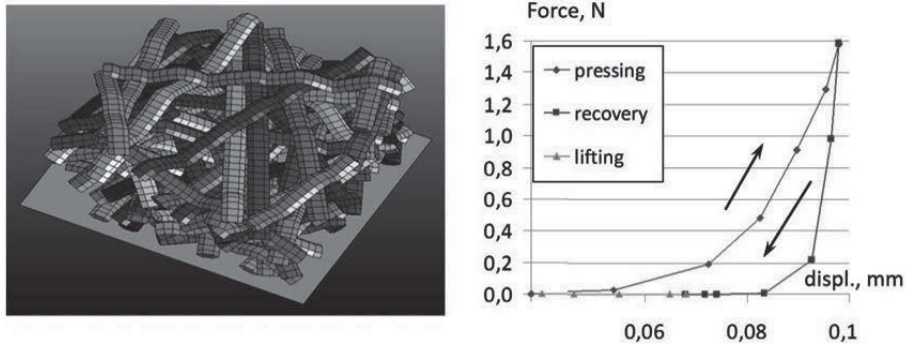 Force, N
1,6
1,4
1,2
1,0
0,8
0,6
0,4
0,2
0,0
pressing
recovery
lifting
displ., mm
0,06
0,08
0,1